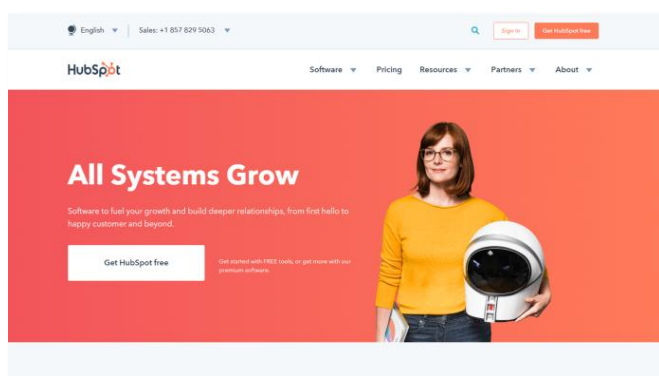 English
Sales: +1 857 829 5063
Sign in
Get HubSpot free
HubSpot
Software
Pricing
Resources
Partners
About
All Systems Grow
Software to fuel your growth and build deeper relationships, from first hello to
happy customer and beyond.
Get HubSpot free
Get started with FREE tools, or get more with our
premium software.